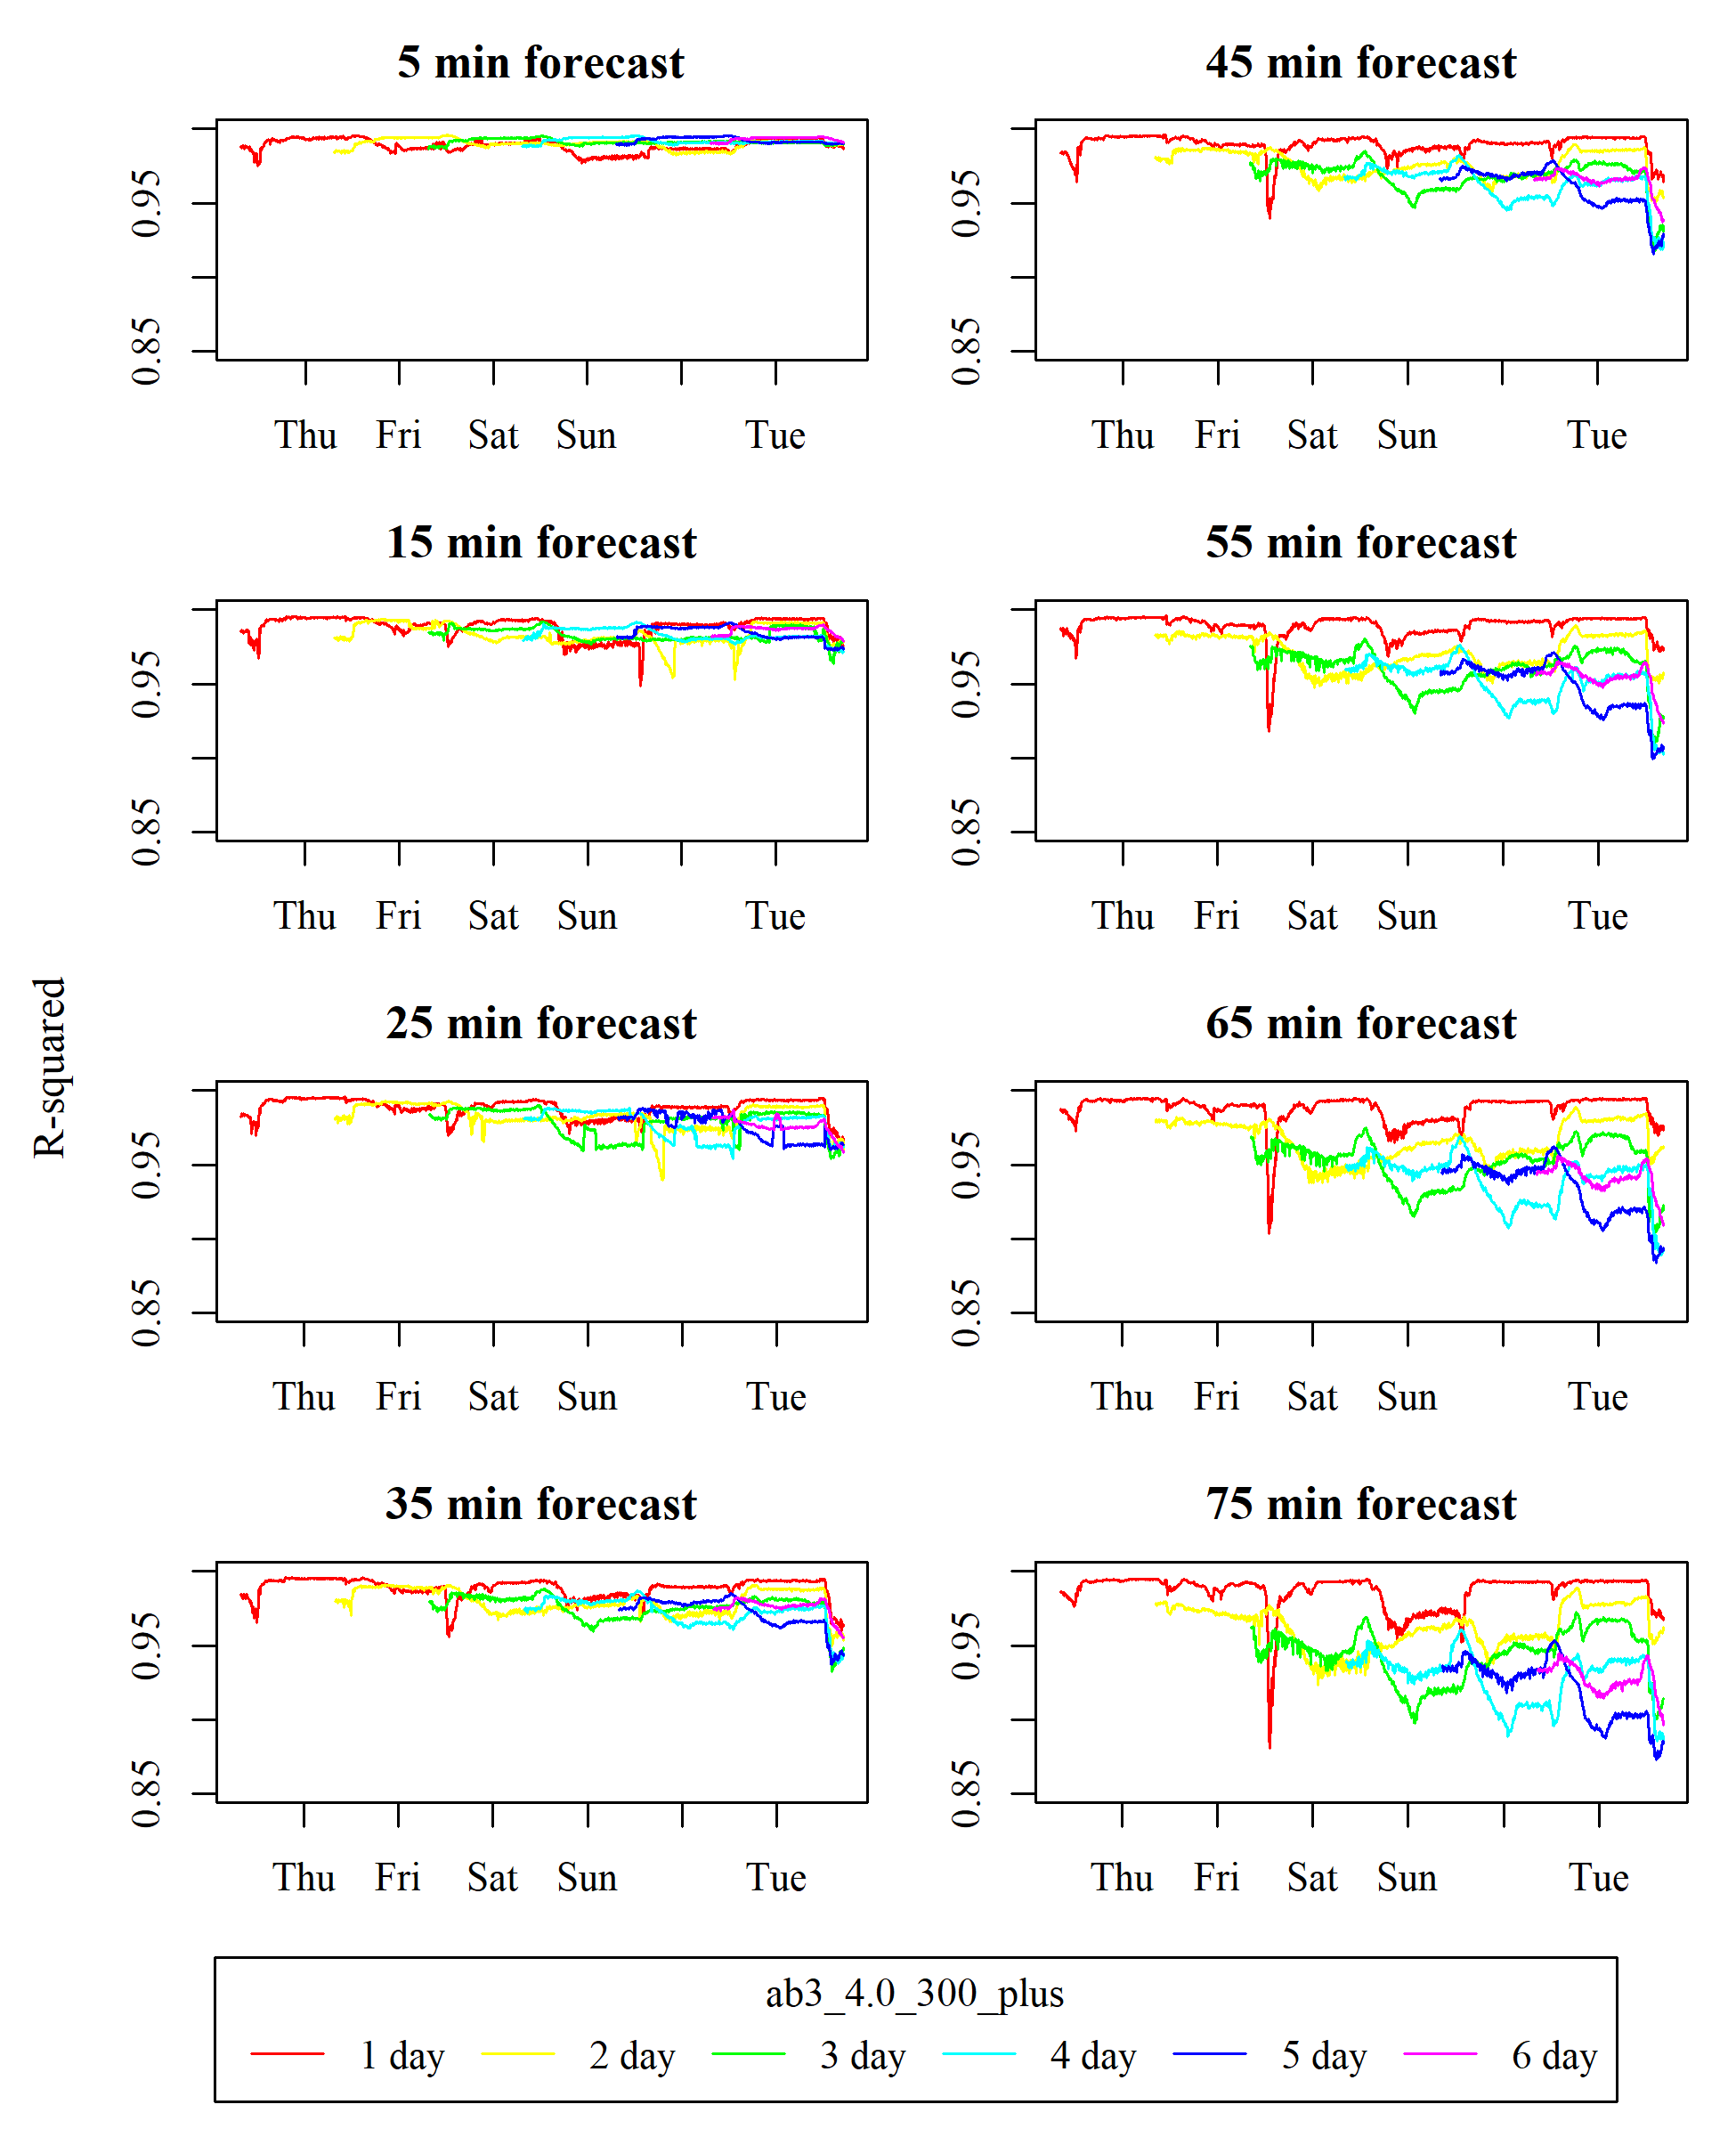 5 min forecast
0.95
0.85
Thu Fri Sat Sun Tue
45 min forecast
0.95
0.85
Thu Fri Sat Sun Tue
15 min forecast
0.95
0.85
Thu Fri Sat Sun Tue
55 min forecast
0.95
0.85
Thu Fri Sat Sun Tue
R-squared
25 min forecast
0.95
0.85
Thu Fri Sat Sun Tue
65 min forecast
0.95
0.85
Thu Fri Sat Sun Tue
35 min forecast
0.95
0.85
Thu Fri Sat Sun Tue
75 min forecast
0.95
0.85
Thu Fri Sat Sun Tue
ab3_4.0_300_plus
1 day 2 day 3 day 4 day 5 day 6 day